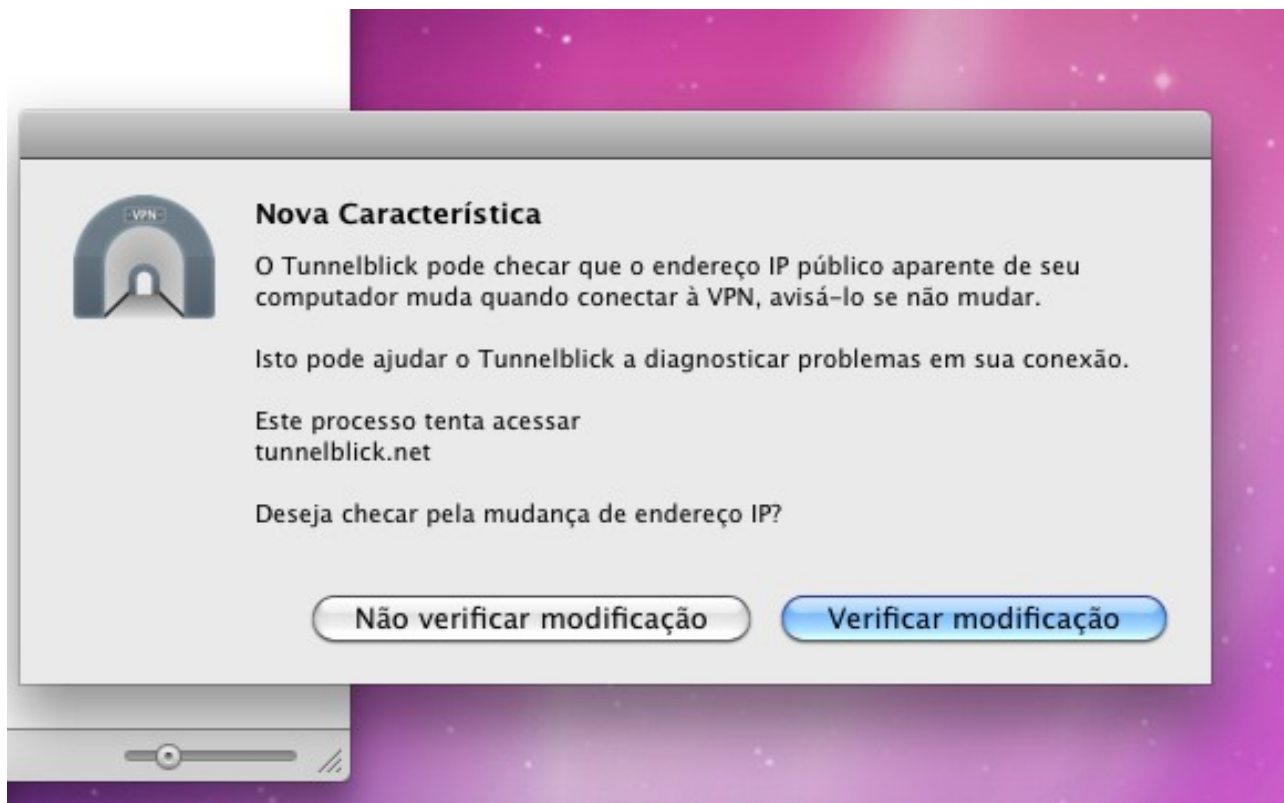 VPN
Nova Característica
O Tunnelblick pode checar que o endereço IP público aparente de seu
computador muda quando conectar à VPN, avisá-lo se não mudar.
Isto pode ajudar o Tunnelblick a diagnosticar problemas em sua conexão.
Este processo tenta acessar
tunnelblick.net
Deseja checar pela mudança de endereço IP?
Não verificar modificação
Verificar modificação